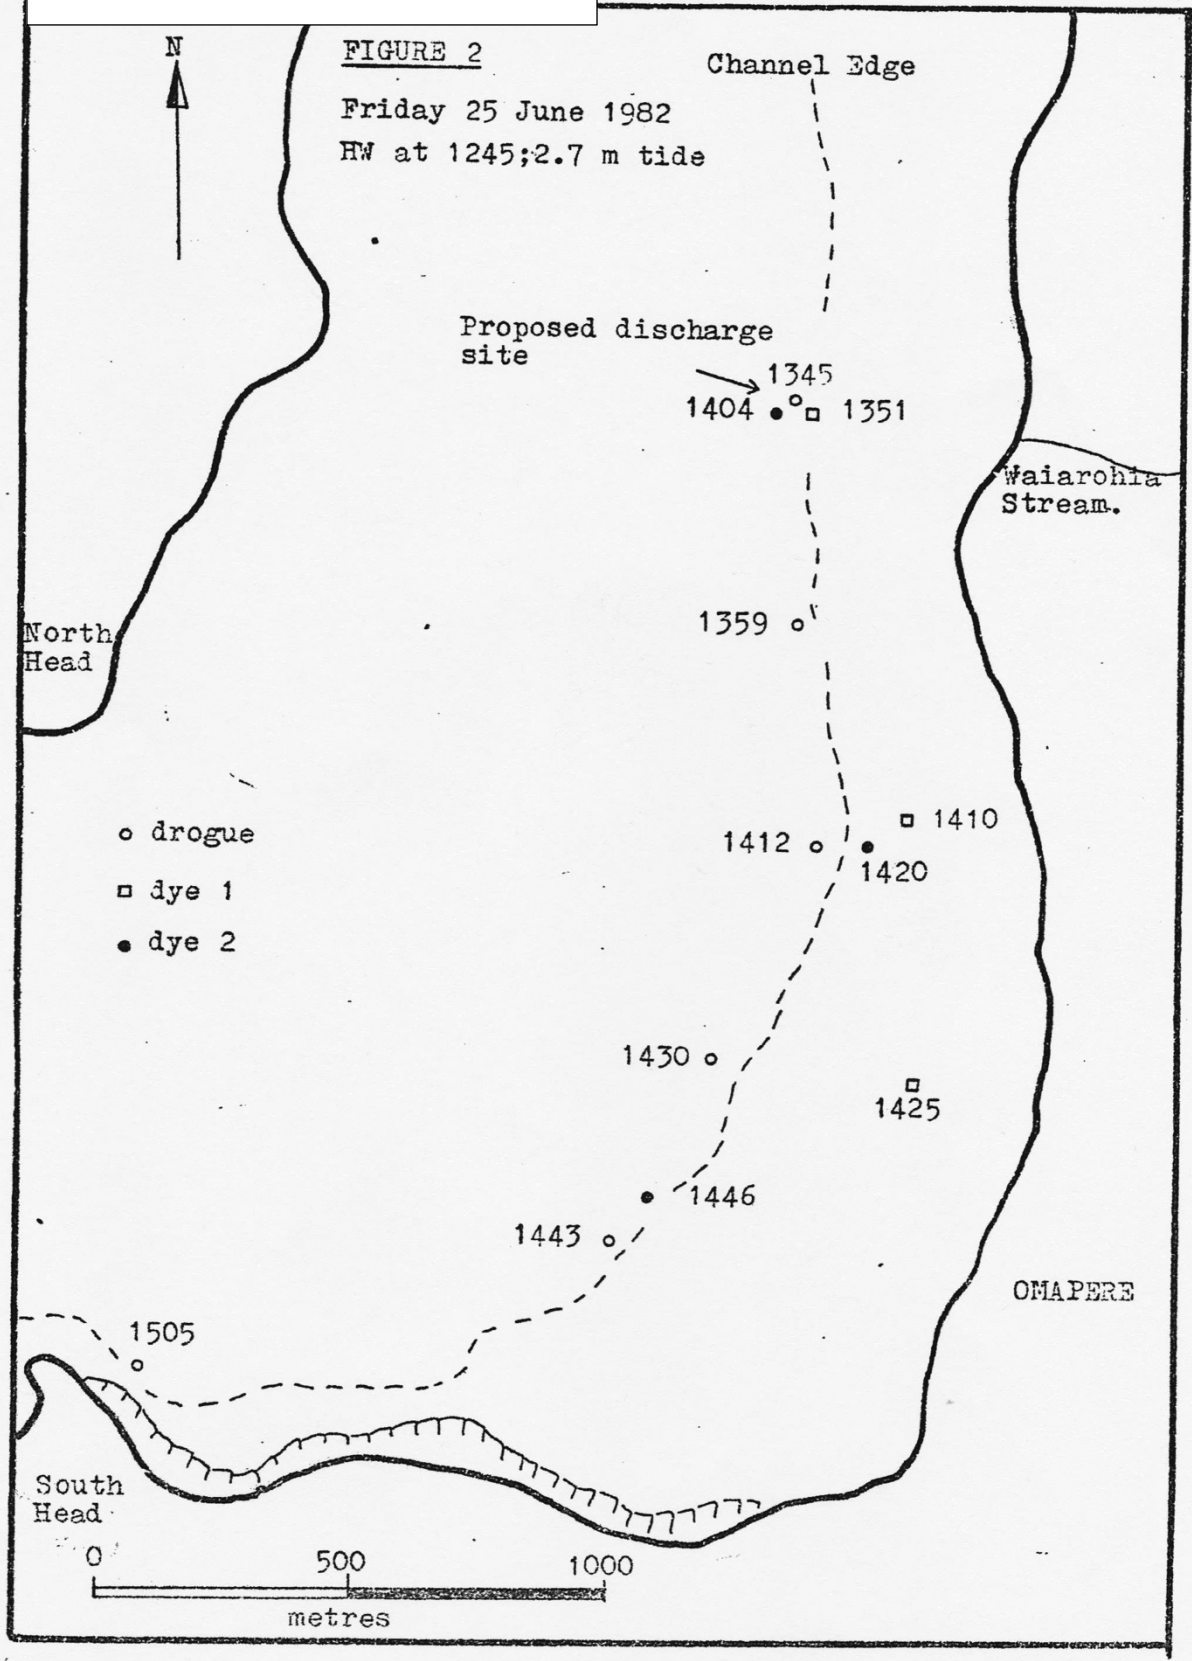 N
FIGURE 2
Channel Edge
Friday 25 June 1982
HW at 1245;2.7 m tide
Proposed discharge
site
1345
1404
1351
Waiarohia
Stream.
1359
North
Head
drogue
1410
1412
1420
dye 1
dye 2
1430
1425
1446
1443
OMAPERE
1505
South
Head
0 500 1000
metres